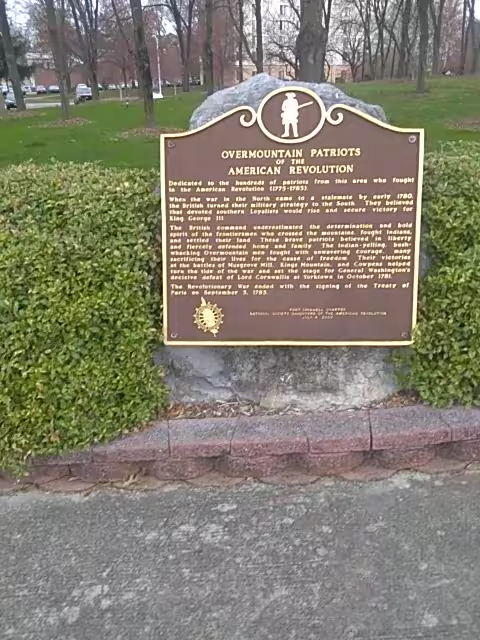 OVERMOUNTAIN PATRIOTS
OF THE
AMERICAN REVOLUTION
Dedicated to the hundreds of patriots from this area who fought
in the American Revolution (1775-1783).
When the war in the North came to a stalemate by early 1780,
the British turned their military strategy to the South. They believed
that devoted southern Loyalists would rise and secure victory for
King George III
The British command underestimated the determination and bold
spirit of the frontiersmen who crossed the mountains, fought Indians,
and settled their land. These brave patriots believed in liberty
and fiercely defended home and family. The Indian-yelling, bush-
whacking Overmountain men fought with unwavering courage, many
sacrificing their lives for the cause of freedom. Their victories
at the battles of Musgrove Mill, Kings Mountain, and Cowpens helped
turn the tide of the war and set the stage for General Washington's
decisive defeat of Lord Cornwallis at Yorktown in October 1781.
The Revolutionary War ended with the signing of the Treaty of
Paris on September 3, 1783.
CHAPTER
NATIONAL SOCIETY DAUGHTERS OF THE AMERICAN REVOLUTION
JULY 4,